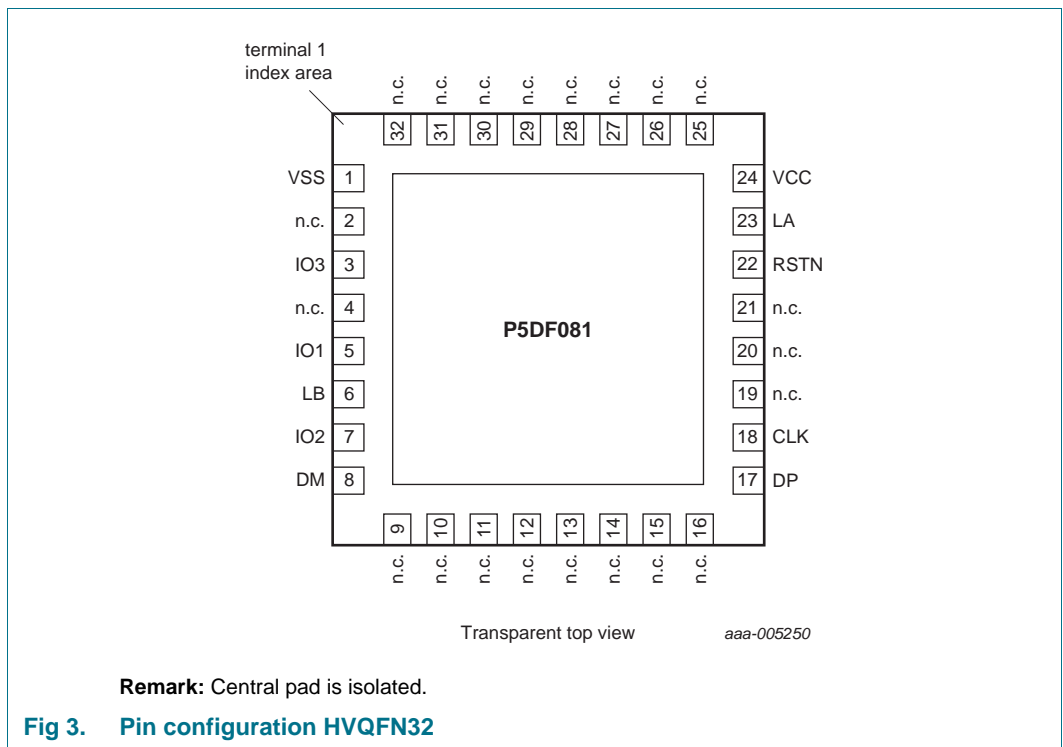 terminal 1
index area
n.c. n.c. n.c. n.c. n.c. n.c. n.c. n.c.
32 31 30 29 28 27 26 25
VSS 1 24 VCC
n.c. 2 23 LA
IO3 3 22 RSTN
n.c. 4 21 n.c.
P5DF081
IO1 5 20 n.c.
LB 6 19 n.c.
IO2 7 18 CLK
DM 8 17 DP
9 10 11 12 13 14 15 16
n.c. n.c. n.c. n.c. n.c. n.c. n.c. n.c.
Transparent top view aaa-005250
Remark: Central pad is isolated.
Fig 3. Pin configuration HVQFN32